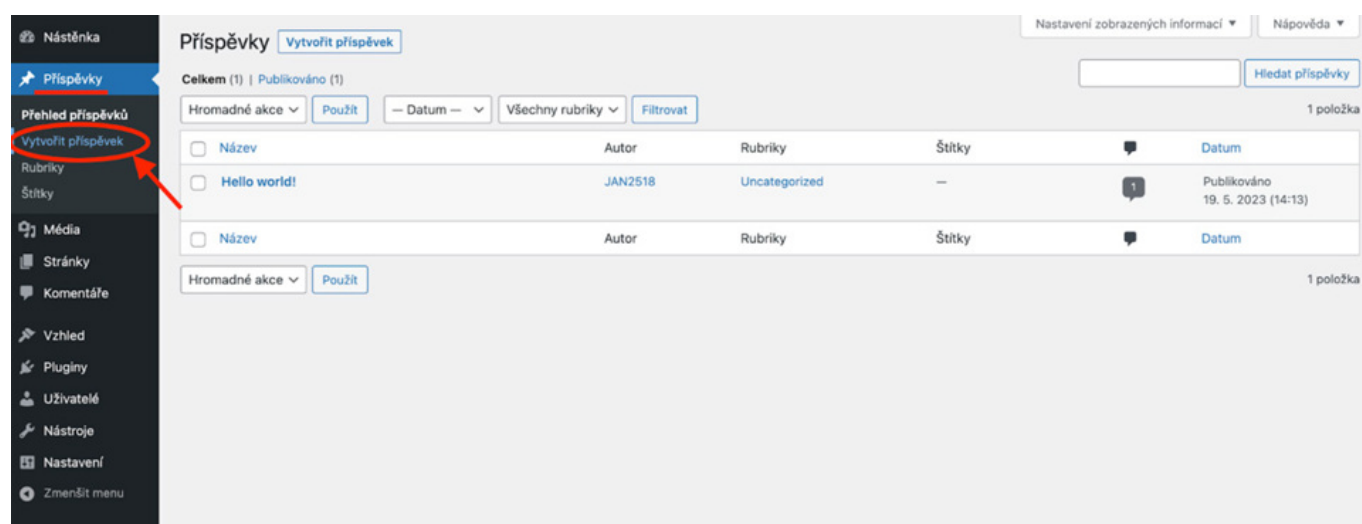 Nástěnka
Příspěvky
Přehled příspěvků
Vytvořit příspěvek
Rubriky
Štítky
Média
Stránky
Komentáře
Vzhled
Pluginy
Uživatelé
Nástroje
Nastavení
Zmenšit menu
Nastavení zobrazených informací Nápověda
Příspěvky Vytvořit příspěvek
Celkem (1) | Publikováno (1) Hledat příspěvky
Hromadné akce Použít — Datum — Všechny rubriky Filtrovat 1 položka
Název Autor Rubriky Štítky Datum
Hello world! JAN2518 Uncategorized — 1 Publikováno
19. 5. 2023 (14:13)
Název Autor Rubriky Štítky Datum
Hromadné akce Použít 1 položka